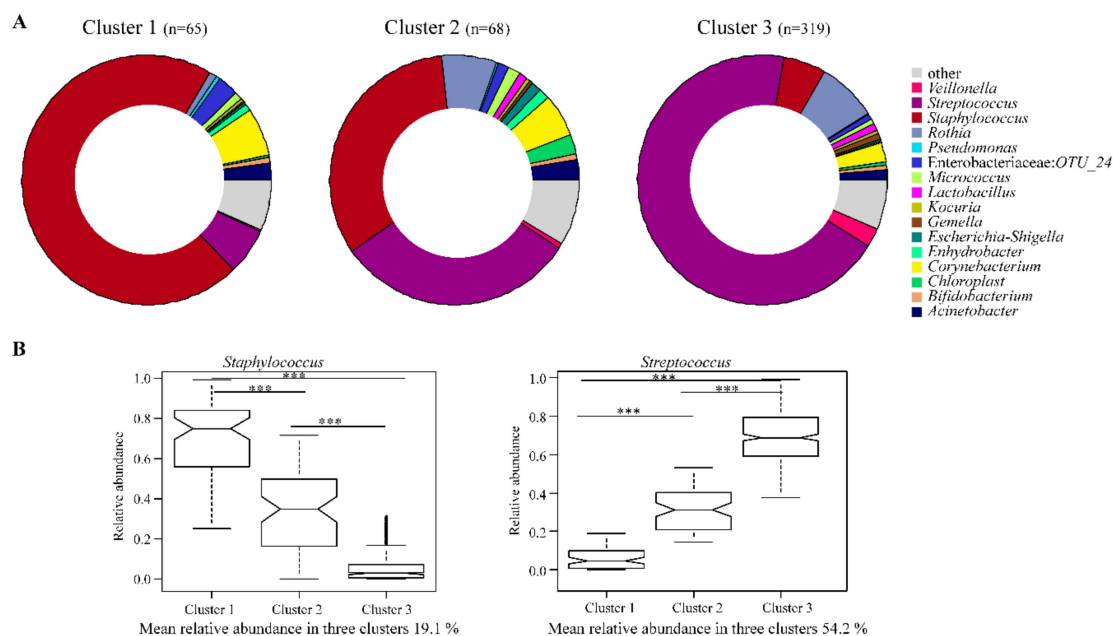 A
Cluster 1 (n=65)
Cluster 2 (n=68)
Cluster 3 (n=319)
other
Veillonella
Streptococcus
Staphylococcus
Rothia
Pseudomonas
Enterobacteriaceae:OTU_24
Micrococcus
Lactobacillus
Kocuria
Gemella
Escherichia-Shigella
Enhydrobacter
Corynebacterium
Chloroplast
Bifidobacterium
Acinetobacter
B
Staphylococcus
Relative abundance
1.0
0.8
0.6
0.4
0.2
0.0
***
***
***
Cluster 1 Cluster 2 Cluster 3
Mean relative abundance in three clusters 19.1 %
Streptococcus
Relative abundance
1.0
0.8
0.6
0.4
0.2
0.0
***
***
***
Cluster 1 Cluster 2 Cluster 3
Mean relative abundance in three clusters 54.2 %